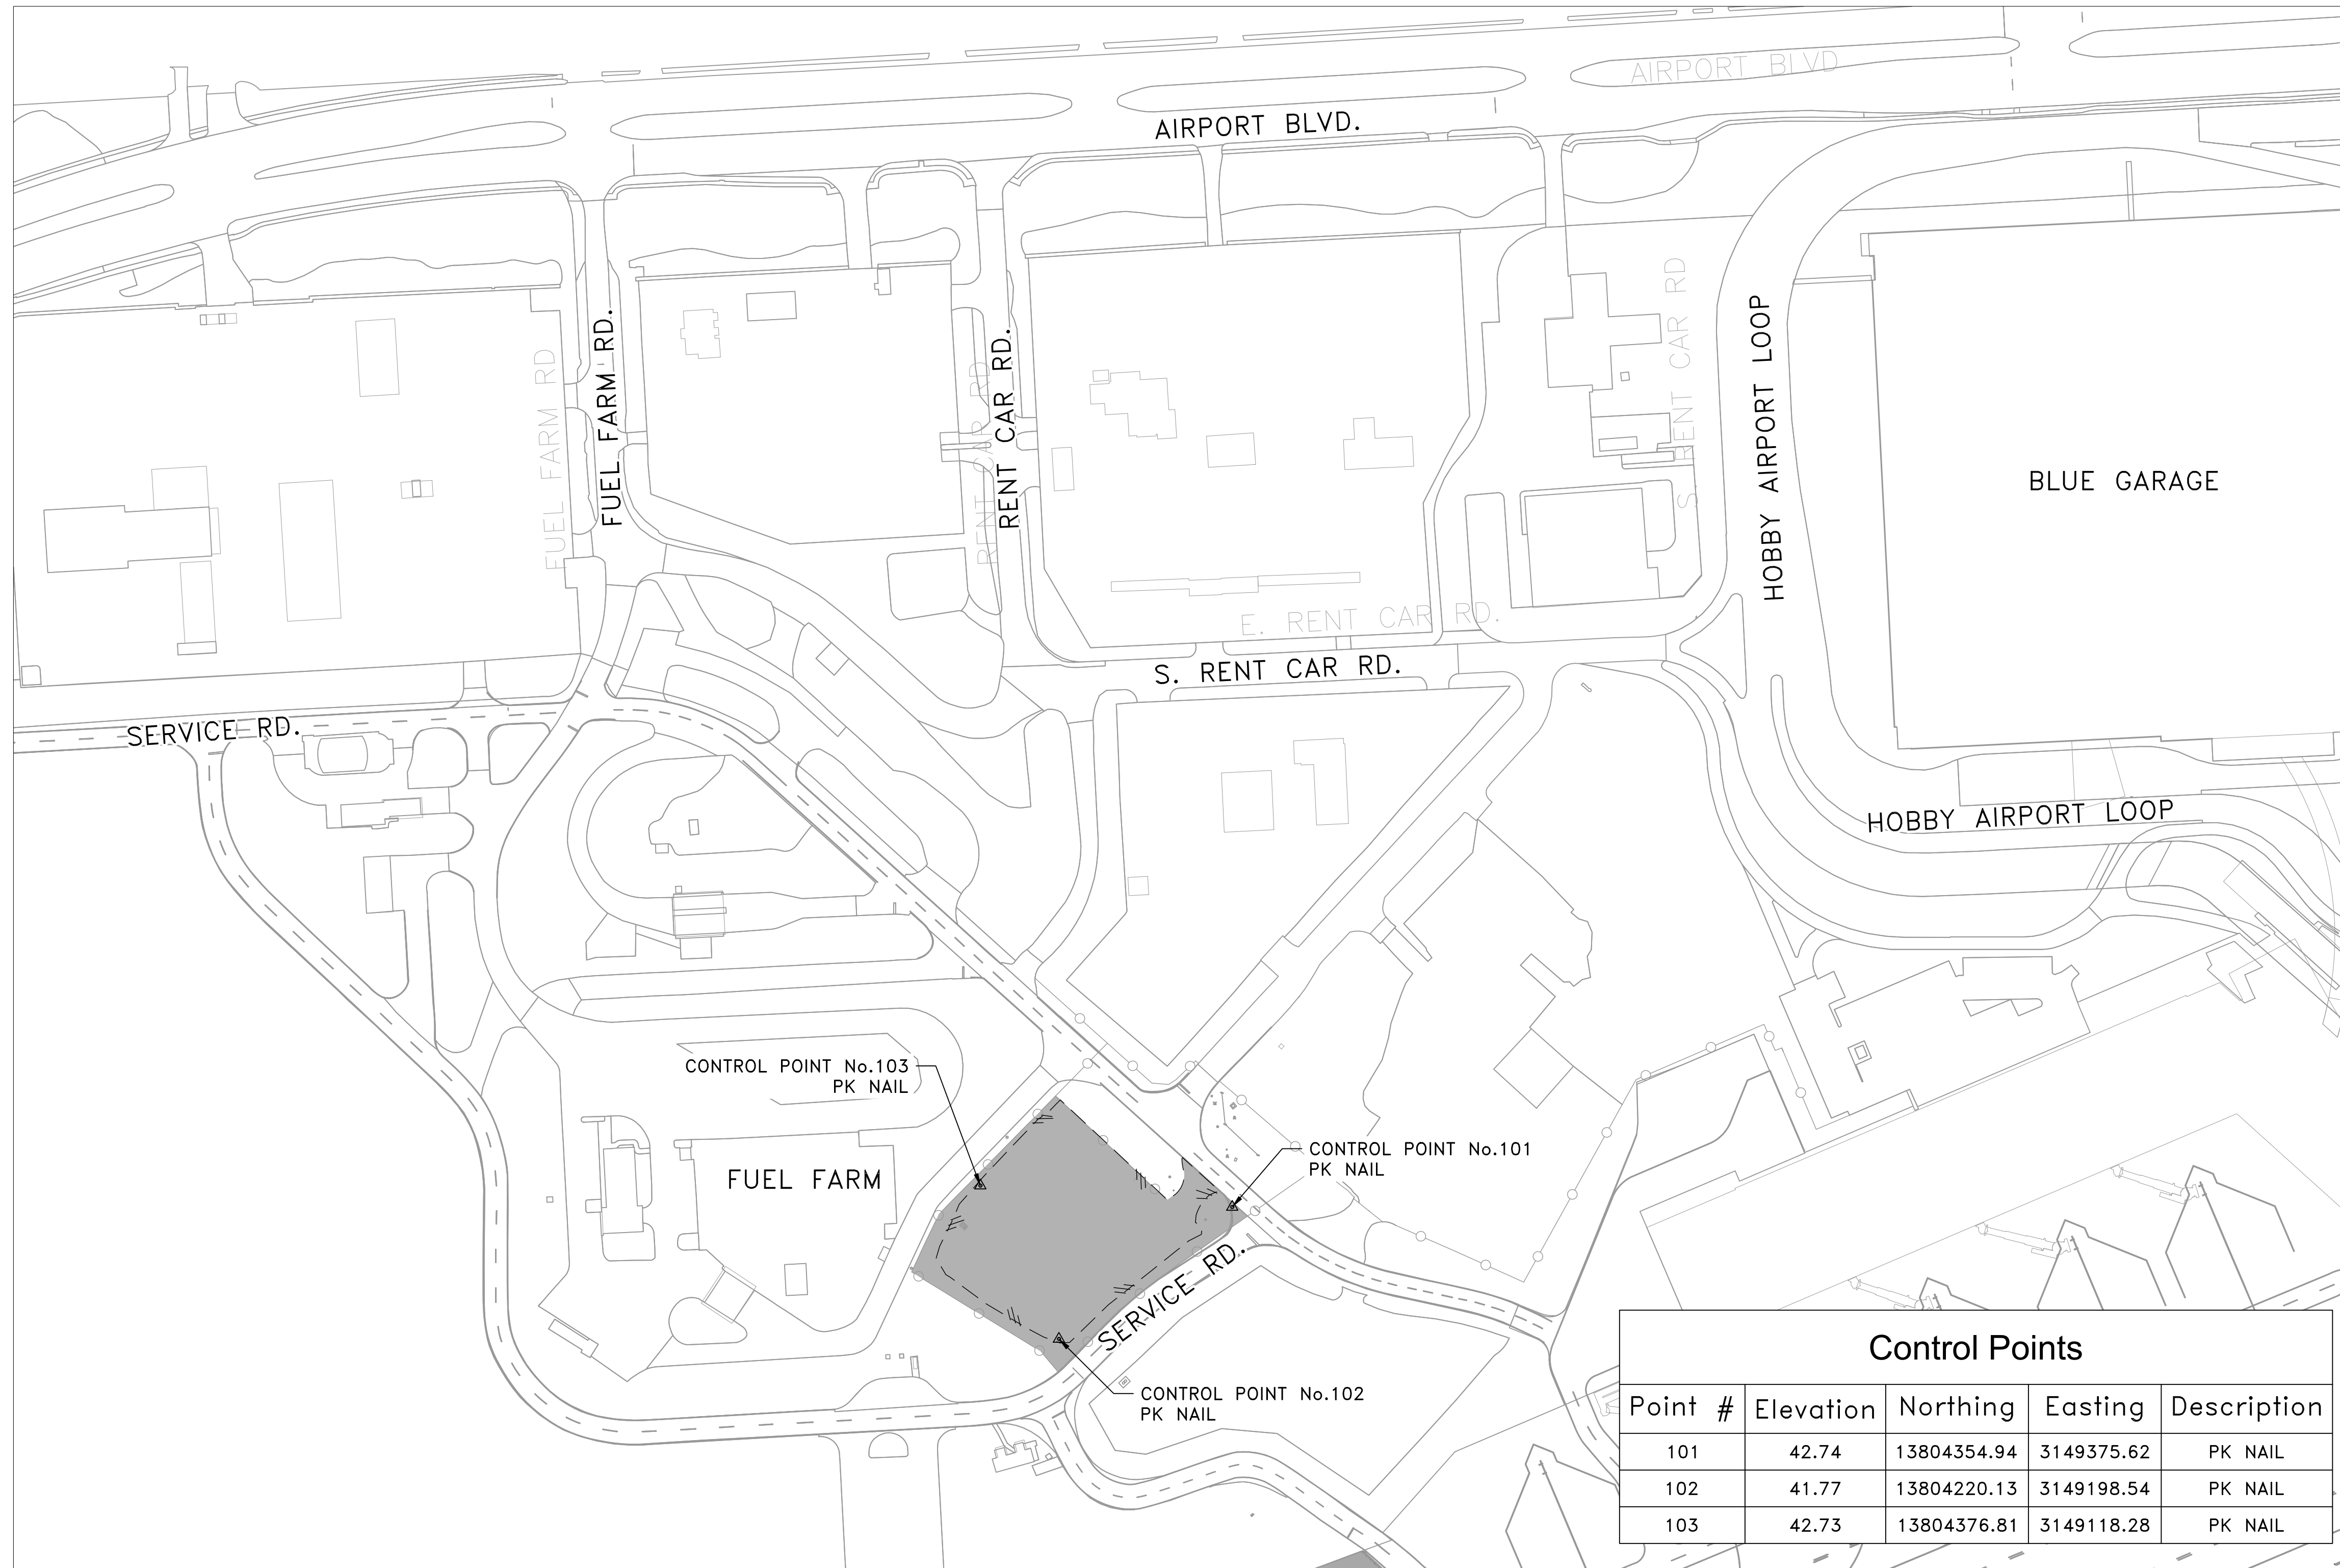 AIRPORT BLVD
AIRPORT BLVD.
FUEL FARM RD
FUEL FARM RD.
RENT CAR RD
RENT CAR RD.
S. RENT CAR RD
HOBBY AIRPORT LOOP
BLUE GARAGE
E. RENT CAR RD.
S. RENT CAR RD.
SERVICE RD.
HOBBY AIRPORT LOOP
CONTROL POINT No.103
PK NAIL
CONTROL POINT No.101
PK NAIL
FUEL FARM
SERVICE RD.
CONTROL POINT No.102
PK NAIL
Control Points
Point # Elevation Northing Easting Description
101 42.74 13804354.94 3149375.62 PK NAIL
102 41.77 13804220.13 3149198.54 PK NAIL
103 42.73 13804376.81 3149118.28 PK NAIL